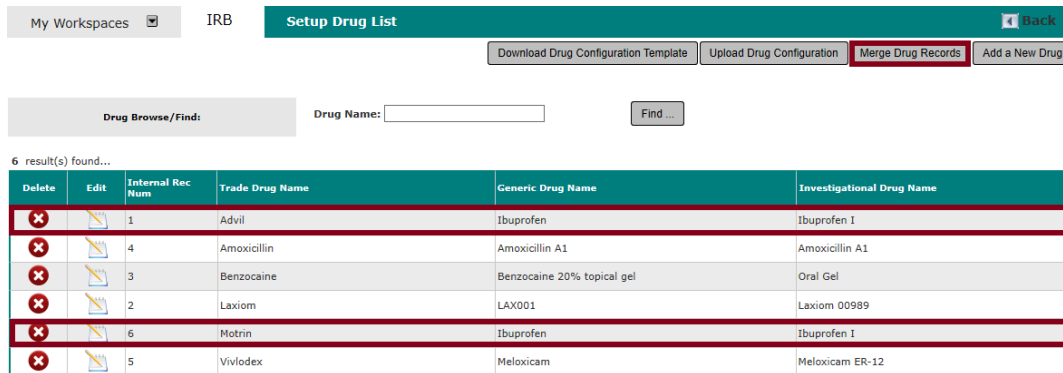 My Workspaces IRB Setup Drug List Back
Download Drug Configuration Template Upload Drug Configuration Merge Drug Records Add a New Drug
Drug Browse/Find: Drug Name: Find ...
6 result(s) found...
Delete Edit Internal Rec Num Trade Drug Name Generic Drug Name Investigational Drug Name
1 Advil Ibuprofen Ibuprofen I
4 Amoxicillin Amoxicillin A1 Amoxicillin A1
3 Benzocaine Benzocaine 20% topical gel Oral Gel
2 Laxiom LAX001 Laxiom 00989
6 Motrin Ibuprofen Ibuprofen I
5 Vivlodex Meloxicam Meloxicam ER-12